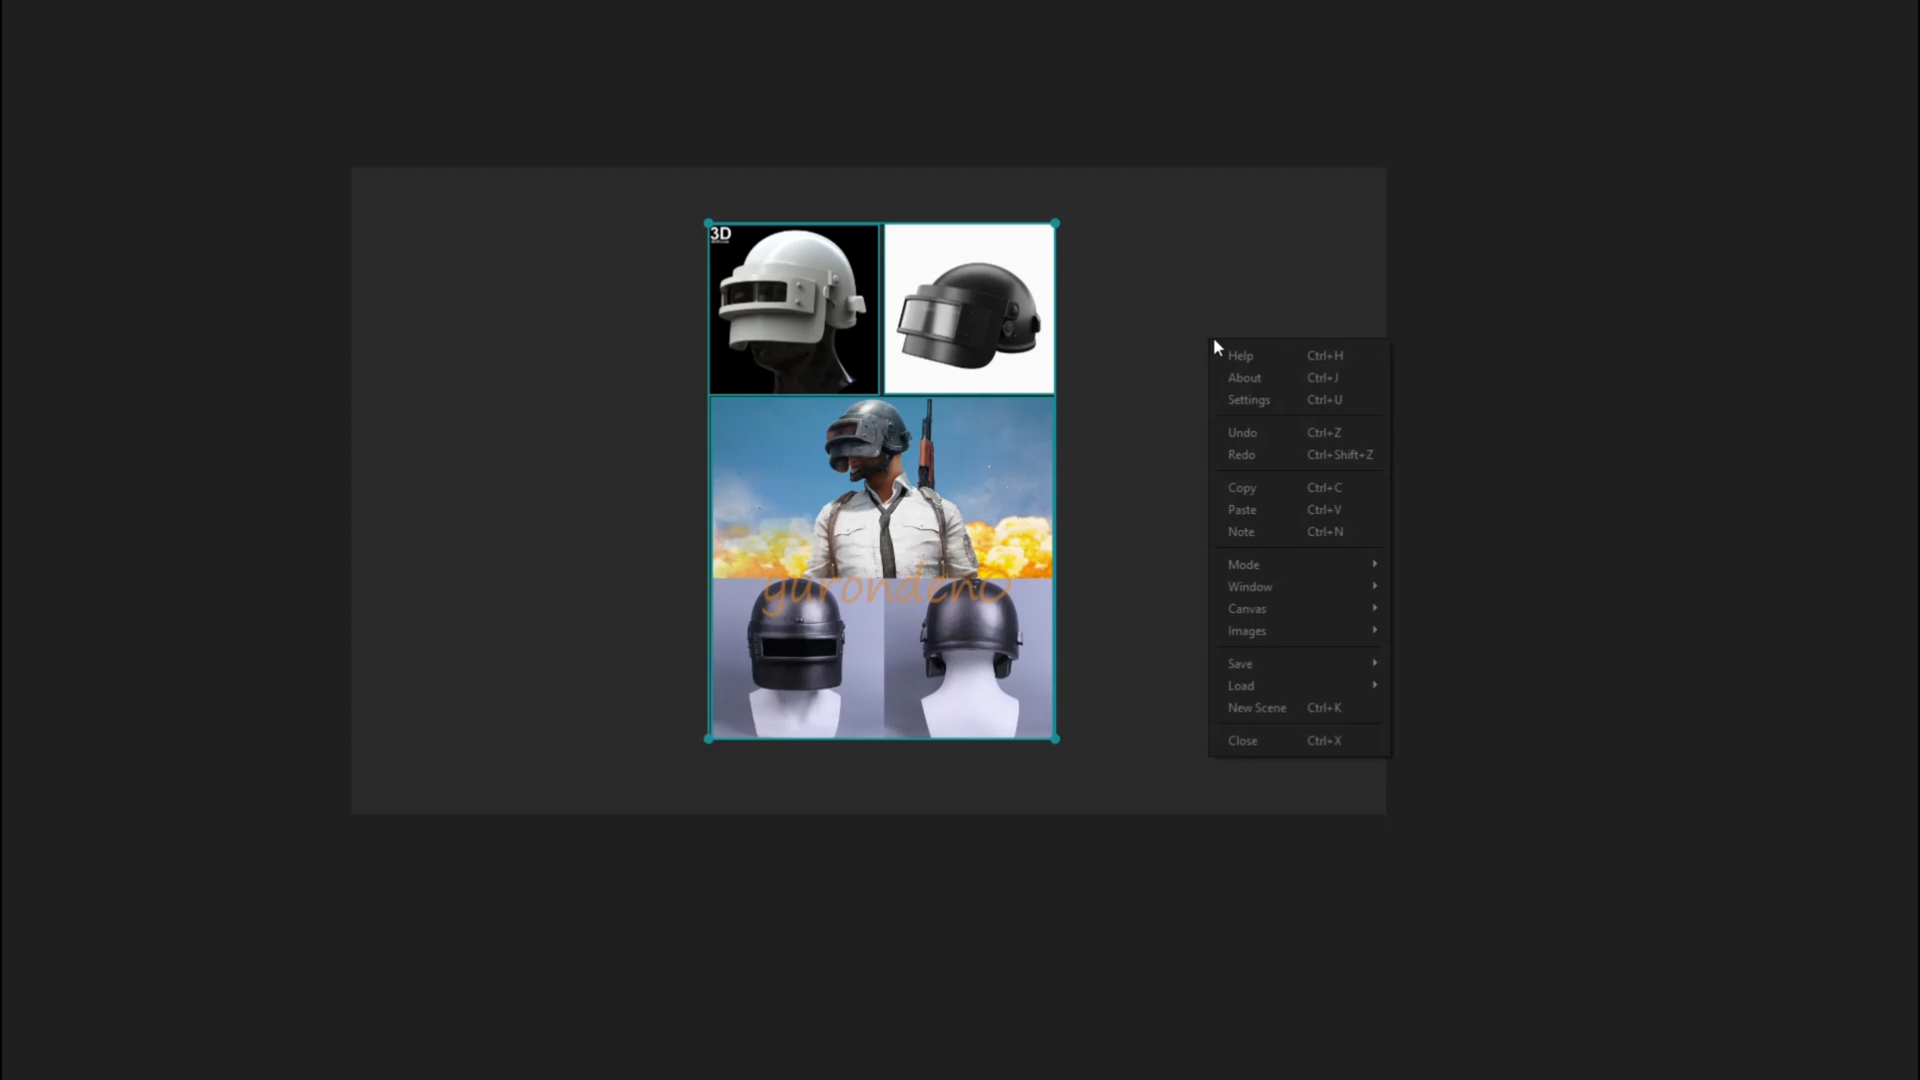 3D
gurondenO
Help Ctrl+H
About Ctrl+J
Settings Ctrl+U
Undo Ctrl+Z
Redo Ctrl+Shift+Z
Copy Ctrl+C
Paste Ctrl+V
Note Ctrl+N
Mode
Window
Canvas
Images
Save
Load
New Scene Ctrl+K
Close Ctrl+X